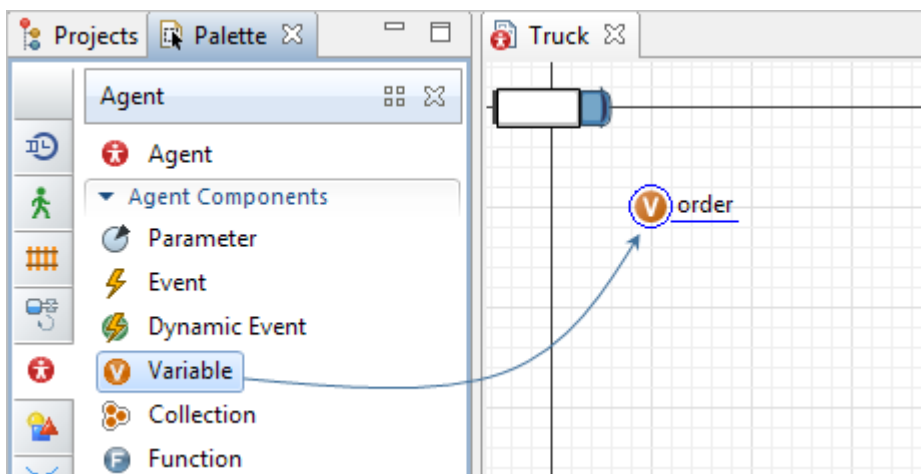 Projects
Palette
Truck
Agent
Agent
Agent Components
Parameter
Event
Dynamic Event
Variable
Collection
Function
V order